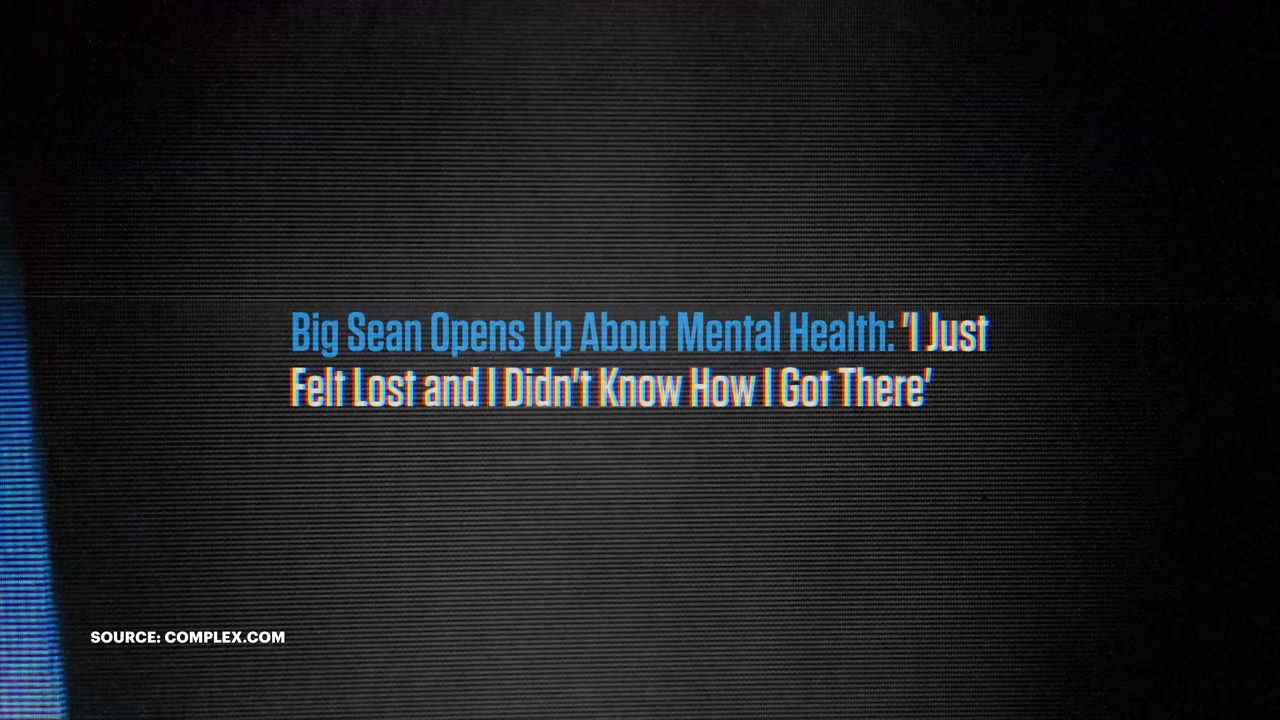 Big Sean Opens Up About Mental Health: 'I Just
Felt Lost and I Didn't Know How I Got There'
SOURCE: COMPLEX.COM